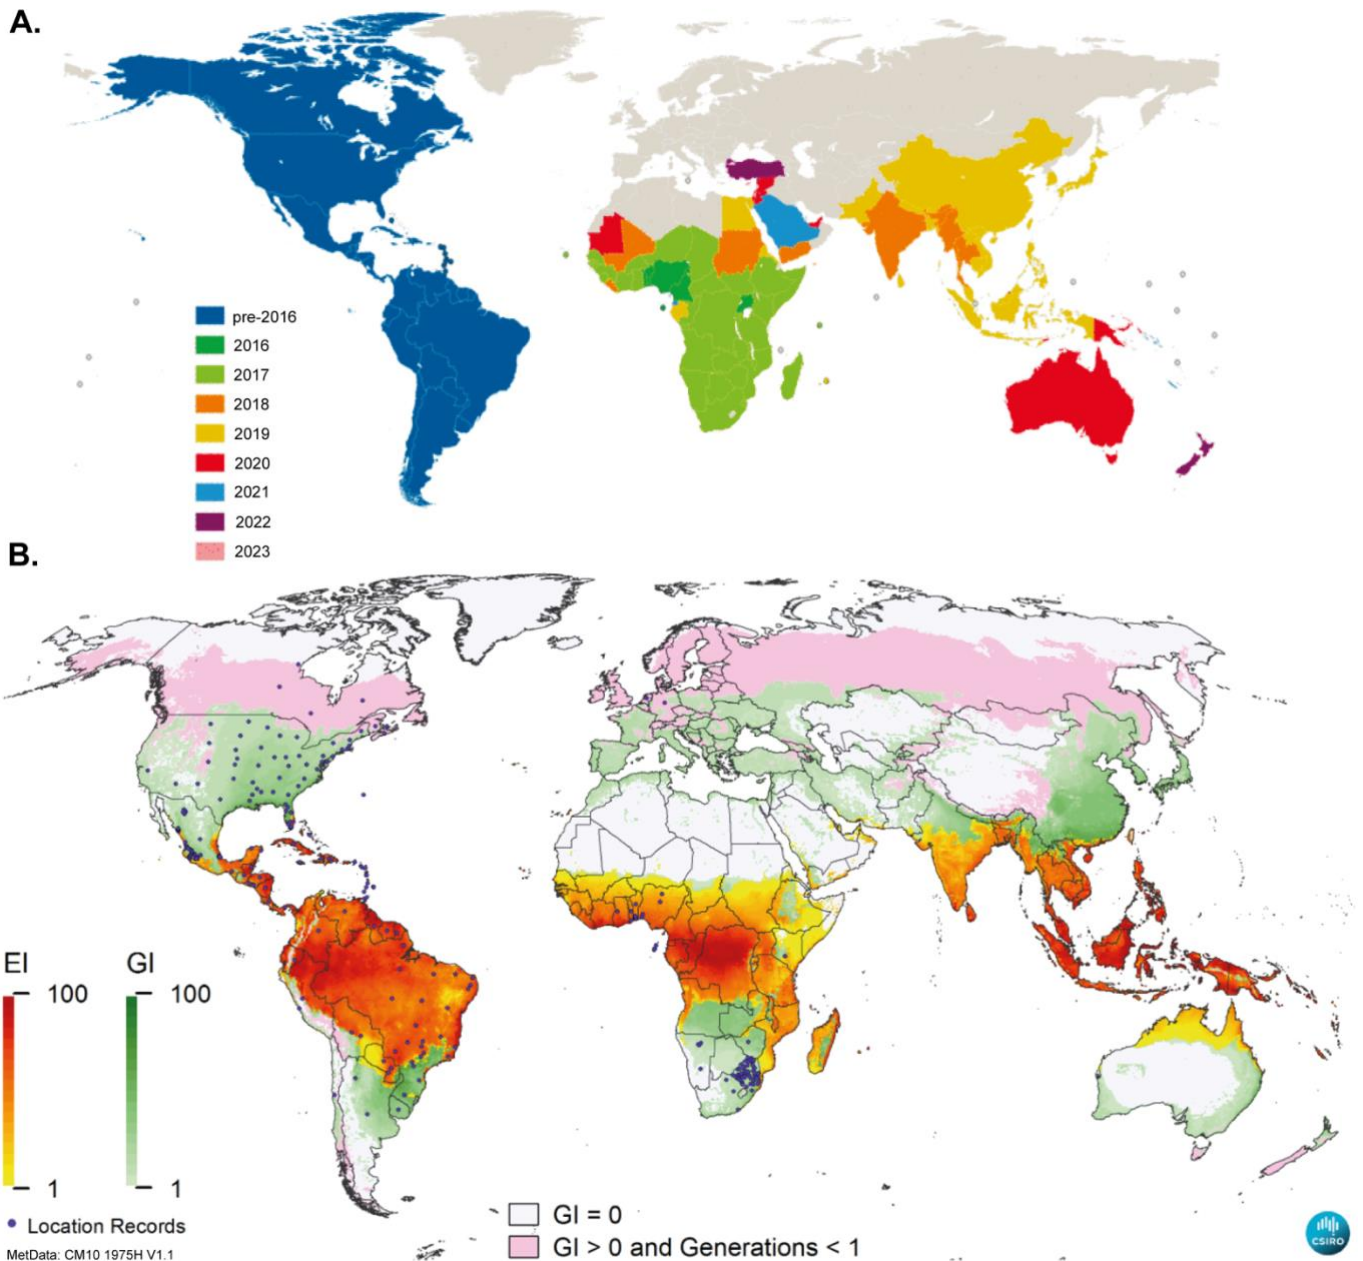 A.
pre-2016
2016
2017
2018
2019
2020
2021
2022
2023
B.
EI GI
100 100
1 1
Location Records
MetData: CM10 1975H V1.1
GI = 0
GI > 0 and Generations < 1
CSIRO